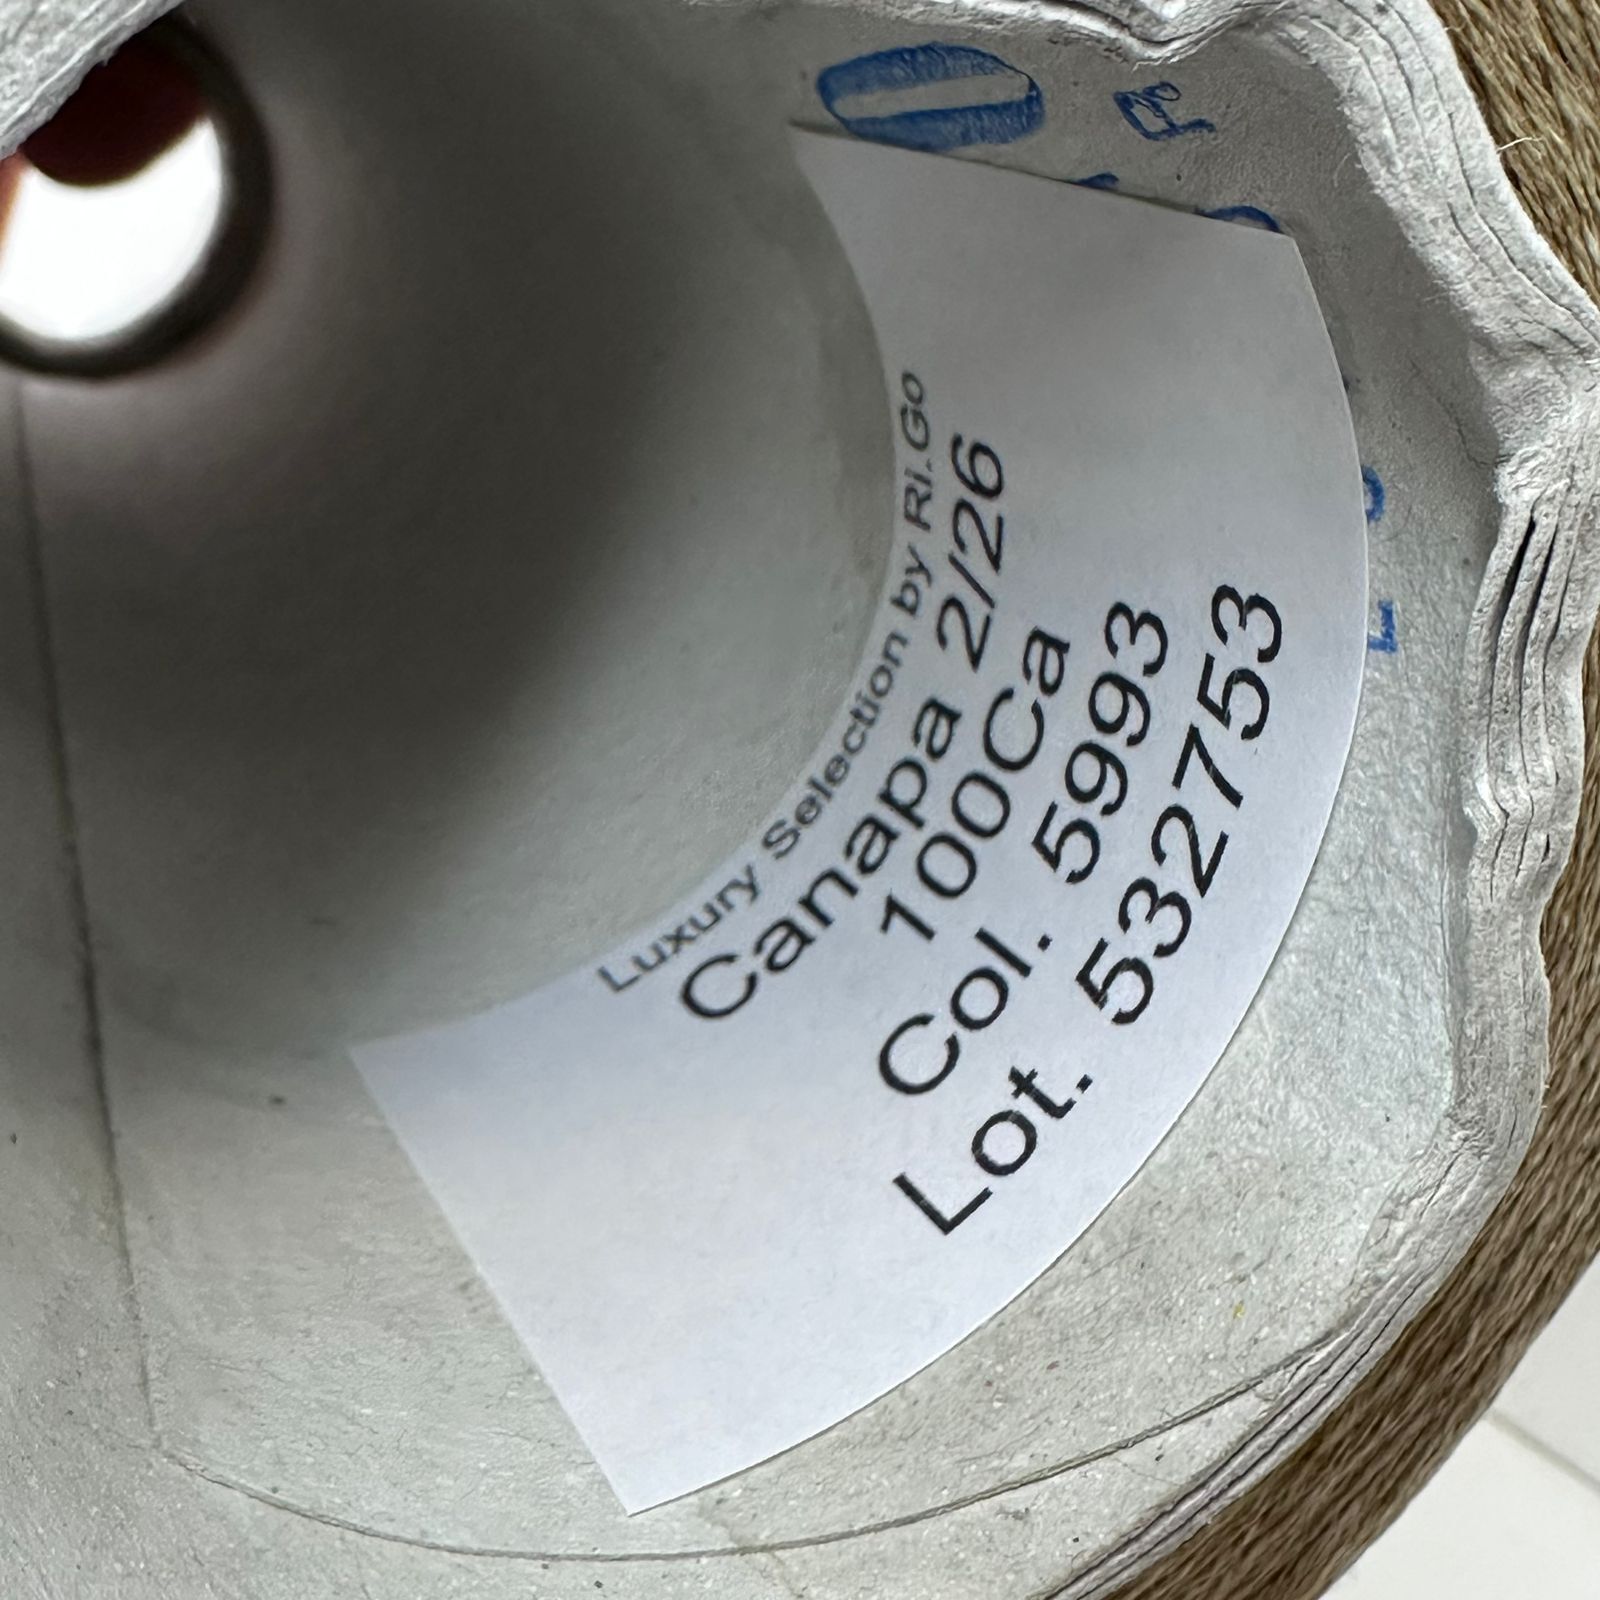 Luxury Selection by Ri.Go
Canapa 2/26
100Ca
Col. 5993
Lot. 532753